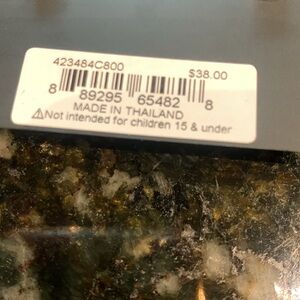 423484C800 $38.00
8 89295 65482 8
MADE IN THAILAND
⚠Not intended for children 15 & under